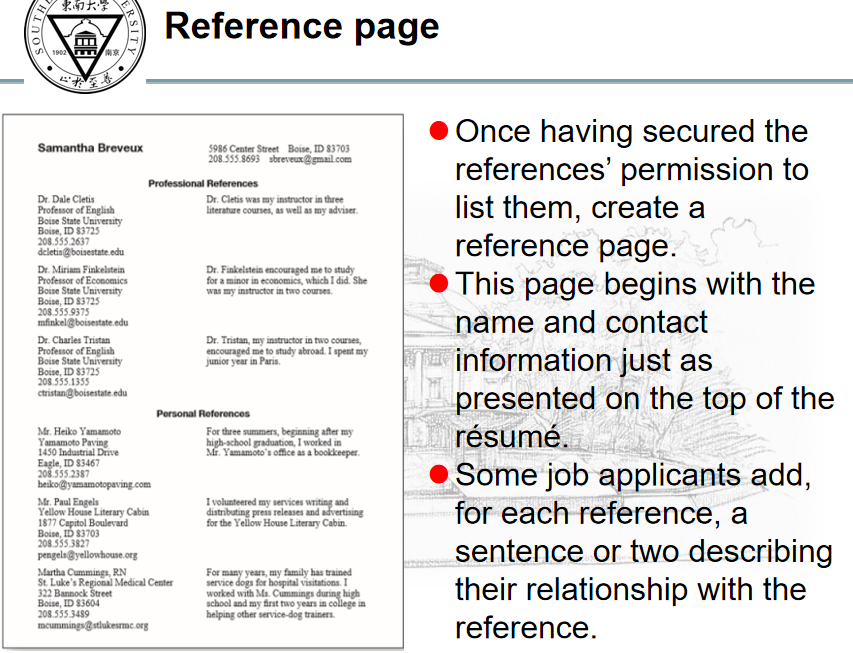 東南大学
SOUTHE
ERSITY
1902
南京
Reference page
Samantha Breveux
5986 Center Street Boise, ID 83703
208.555.8693 sbreveux@gmail.com
Professional References
Dr. Dale Cletis
Professor of English
Boise State University
Boise, ID 83725
208.555.2637
dcletis@boisestate.edu
Dr. Cletis was my instructor in three
literature courses, as well as my adviser.
Dr. Miriam Finkelstein
Professor of Economics
Boise State University
Boise, ID 83725
208.555.9375
mfinkel@boisestate.edu
Dr. Finkelstein encouraged me to study
for a minor in economics, which I did. She
was my instructor in two courses.
Dr. Charles Tristan
Professor of English
Boise State University
Boise, ID 83725
208.555.1355
ctristan@boisestate.edu
Dr. Tristan, my instructor in two courses,
encouraged me to study abroad. I spent my
junior year in Paris.
Personal References
Mr. Heiko Yamamoto
Yamamoto Paving
1450 Industrial Drive
Eagle, ID 83467
208.555.2387
heiko@yamamotopaving.com
For three summers, beginning after my
high-school graduation, I worked in
Mr. Yamamoto's office as a bookkeeper.
Mr. Paul Engels
Yellow House Literary Cabin
1877 Capitol Boulevard
Boise, ID 83703
208.555.3827
pengels@yellowhouse.org
I volunteered my services writing and
distributing press releases and advertising
for the Yellow House Literary Cabin.
Martha Cummings, RN
St. Luke's Regional Medical Center
322 Bannock Street
Boise, ID 83604
208.555.3489
mcummings@stlukesrmc.org
For many years, my family has trained
service dogs for hospital visitations. I
worked with Ms. Cummings during high
school and my first two years in college in
helping other service-dog trainers.
Once having secured the
references' permission to
list them, create a
reference page.
This page begins with the
name and contact
information just as
presented on the top of the
résumé.
Some job applicants add,
for each reference, a
sentence or two describing
their relationship with the
reference.